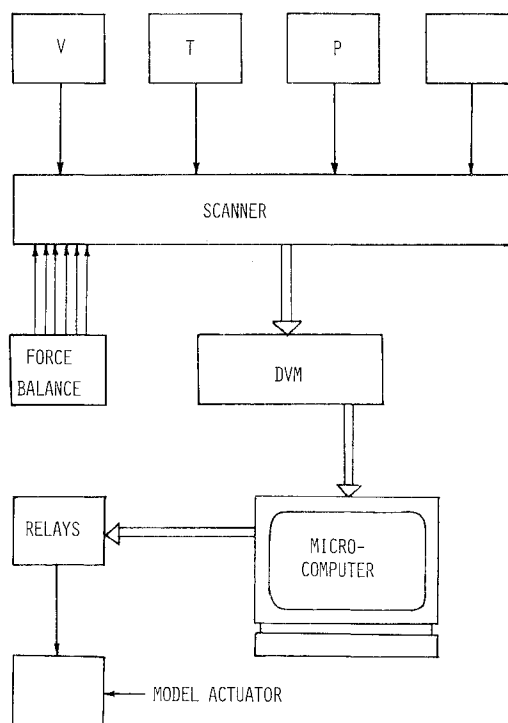 V
T
P
SCANNER
FORCE
BALANCE
DVM
RELAYS
MICRO-
COMPUTER
MODEL ACTUATOR